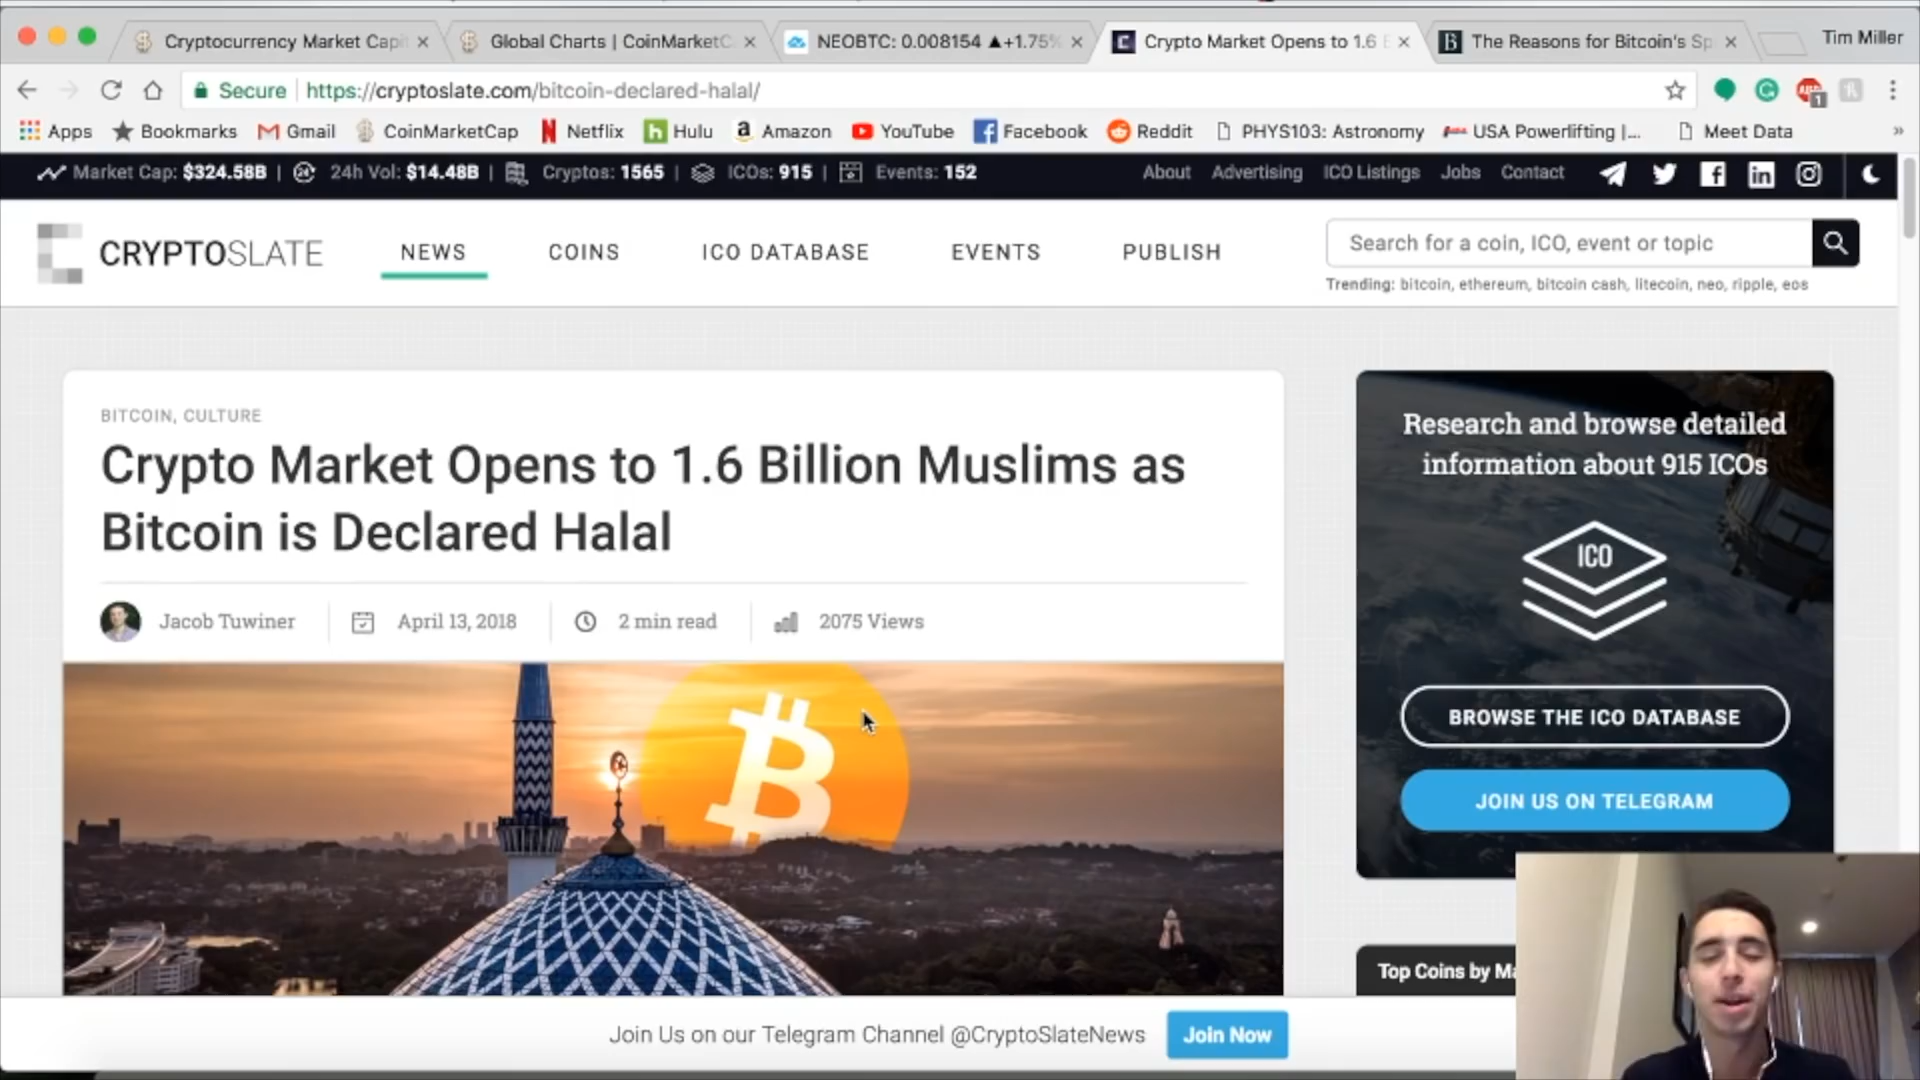 Cryptocurrency Market Capi
Global Charts | CoinMarketC
NEOBTC: 0.008154 ▲+1.75%
Crypto Market Opens to 1.6 B
The Reasons for Bitcoin's Sp
Tim Miller
Secure
https://cryptoslate.com/bitcoin-declared-halal/
Apps
Bookmarks
Gmail
CoinMarketCap
Netflix
Hulu
Amazon
YouTube
Facebook
Reddit
PHYS103: Astronomy
USA Powerlifting |...
Meet Data
»
Market Cap: $324.58B | 24h Vol: $14.48B | Cryptos: 1565 | ICOs: 915 | Events: 152
About Advertising ICO Listings Jobs Contact
CRYPTOSLATE
NEWS
COINS
ICO DATABASE
EVENTS
PUBLISH
Search for a coin, ICO, event or topic
Trending: bitcoin, ethereum, bitcoin cash, litecoin, neo, ripple, eos
BITCOIN, CULTURE
Crypto Market Opens to 1.6 Billion Muslims as
Bitcoin is Declared Halal
Jacob Tuwiner
April 13, 2018
2 min read
2075 Views
Research and browse detailed
information about 915 ICOs
ICO
BROWSE THE ICO DATABASE
JOIN US ON TELEGRAM
Top Coins by Ma
Join Us on our Telegram Channel @CryptoSlateNews
Join Now